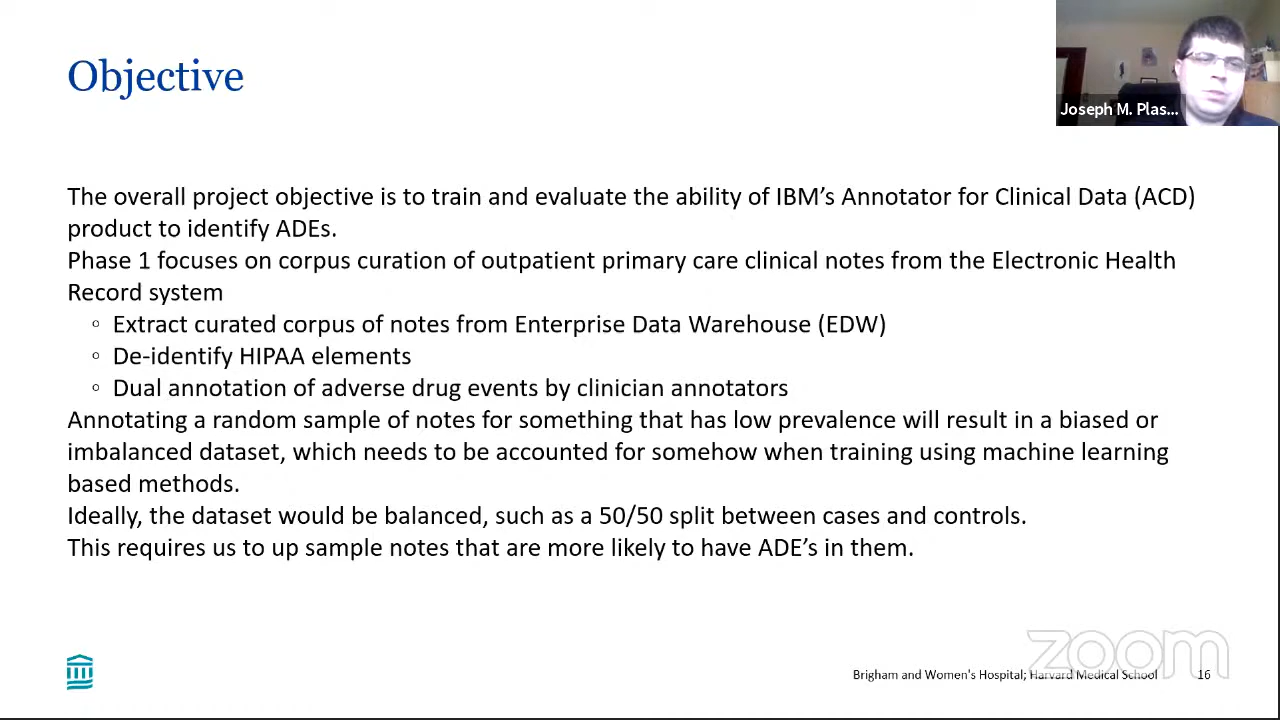 Objective
Joseph M. Plas...
The overall project objective is to train and evaluate the ability of IBM's Annotator for Clinical Data (ACD)
product to identify ADEs.
Phase 1 focuses on corpus curation of outpatient primary care clinical notes from the Electronic Health
Record system
◦ Extract curated corpus of notes from Enterprise Data Warehouse (EDW)
◦ De-identify HIPAA elements
◦ Dual annotation of adverse drug events by clinician annotators
Annotating a random sample of notes for something that has low prevalence will result in a biased or
imbalanced dataset, which needs to be accounted for somehow when training using machine learning
based methods.
Ideally, the dataset would be balanced, such as a 50/50 split between cases and controls.
This requires us to up sample notes that are more likely to have ADE's in them.
zoom
Brigham and Women's Hospital; Harvard Medical School 16